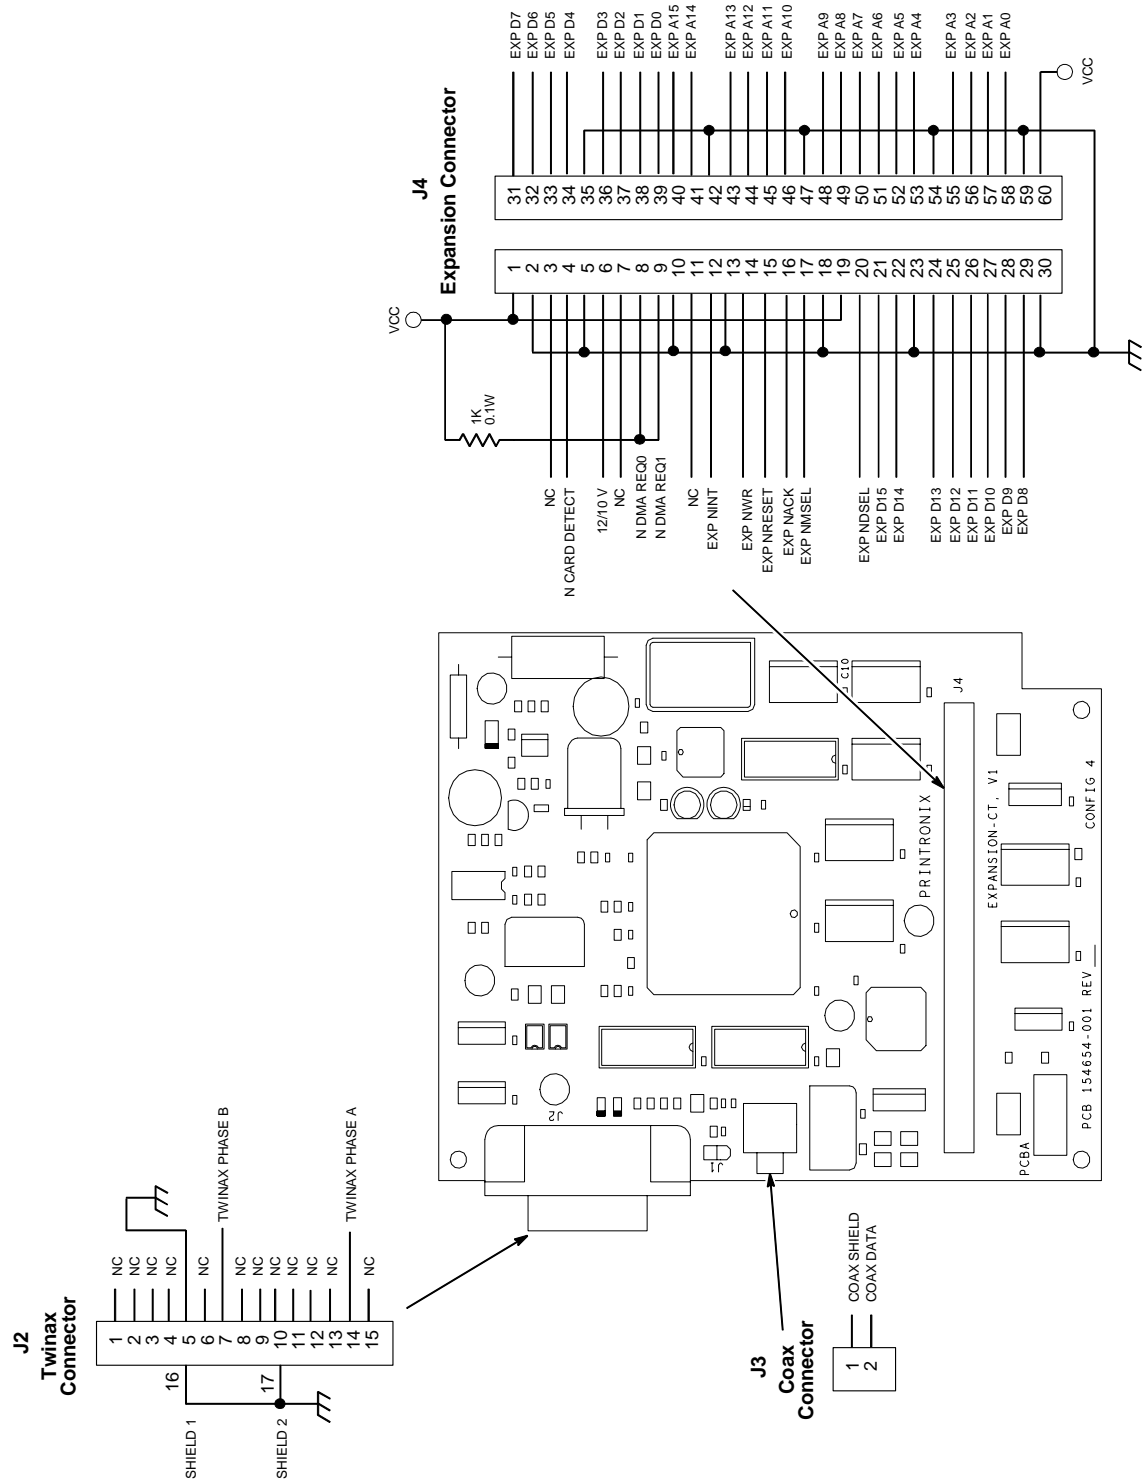 J2
Twinax
Connector
1 NC
2 NC
3 NC
4 NC
5
6 NC
7 TWINAX PHASE B
8 NC
9 NC
10 NC
11 NC
12 NC
13 NC
14 TWINAX PHASE A
15 NC
16
17
SHIELD 1
SHIELD 2
J3
Coax
Connector
1 COAX SHIELD
2 COAX DATA
J4
Expansion Connector
VCC
1K
0.1W
1
2
3 NC
4 N CARD DETECT
5
6 12/10 V
7 NC
8 N DMA REQ0
9 N DMA REQ1
10
11 NC
12 EXP NINT
13
14 EXP NWR
15 EXP NRESET
16 EXP NACK
17 EXP NMSEL
18
19
20 EXP NDSEL
21 EXP D15
22 EXP D14
23
24 EXP D13
25 EXP D12
26 EXP D11
27 EXP D10
28 EXP D9
29 EXP D8
30
31 EXP D7
32 EXP D6
33 EXP D5
34 EXP D4
35
36 EXP D3
37 EXP D2
38 EXP D1
39 EXP D0
40 EXP A15
41 EXP A14
42
43 EXP A13
44 EXP A12
45 EXP A11
46 EXP A10
47
48 EXP A9
49 EXP A8
50 EXP A7
51 EXP A6
52 EXP A5
53 EXP A4
54
55 EXP A3
56 EXP A2
57 EXP A1
58 EXP A0
59
60
VCC
J2
J1
C10
J4
PRINTRONIX
EXPANSION-CT, V1
CONFIG 4
PCBA
PCB 154654-001 REV __